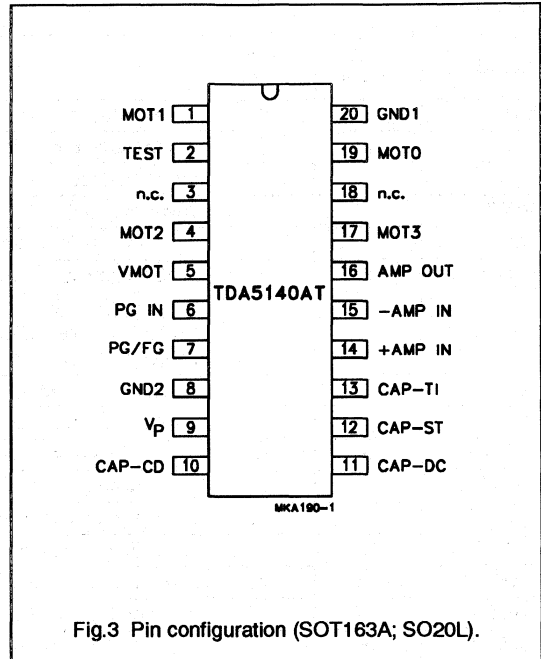 MOT1 1 20 GND1
TEST 2 19 MOT0
n.c. 3 18 n.c.
MOT2 4 17 MOT3
VMOT 5 16 AMP OUT
TDA5140AT
PG IN 6 15 -AMP IN
PG/FG 7 14 +AMP IN
GND2 8 13 CAP-TI
VP 9 12 CAP-ST
CAP-CD 10 11 CAP-DC
MKA190-1
Fig.3 Pin configuration (SOT163A; SO20L).